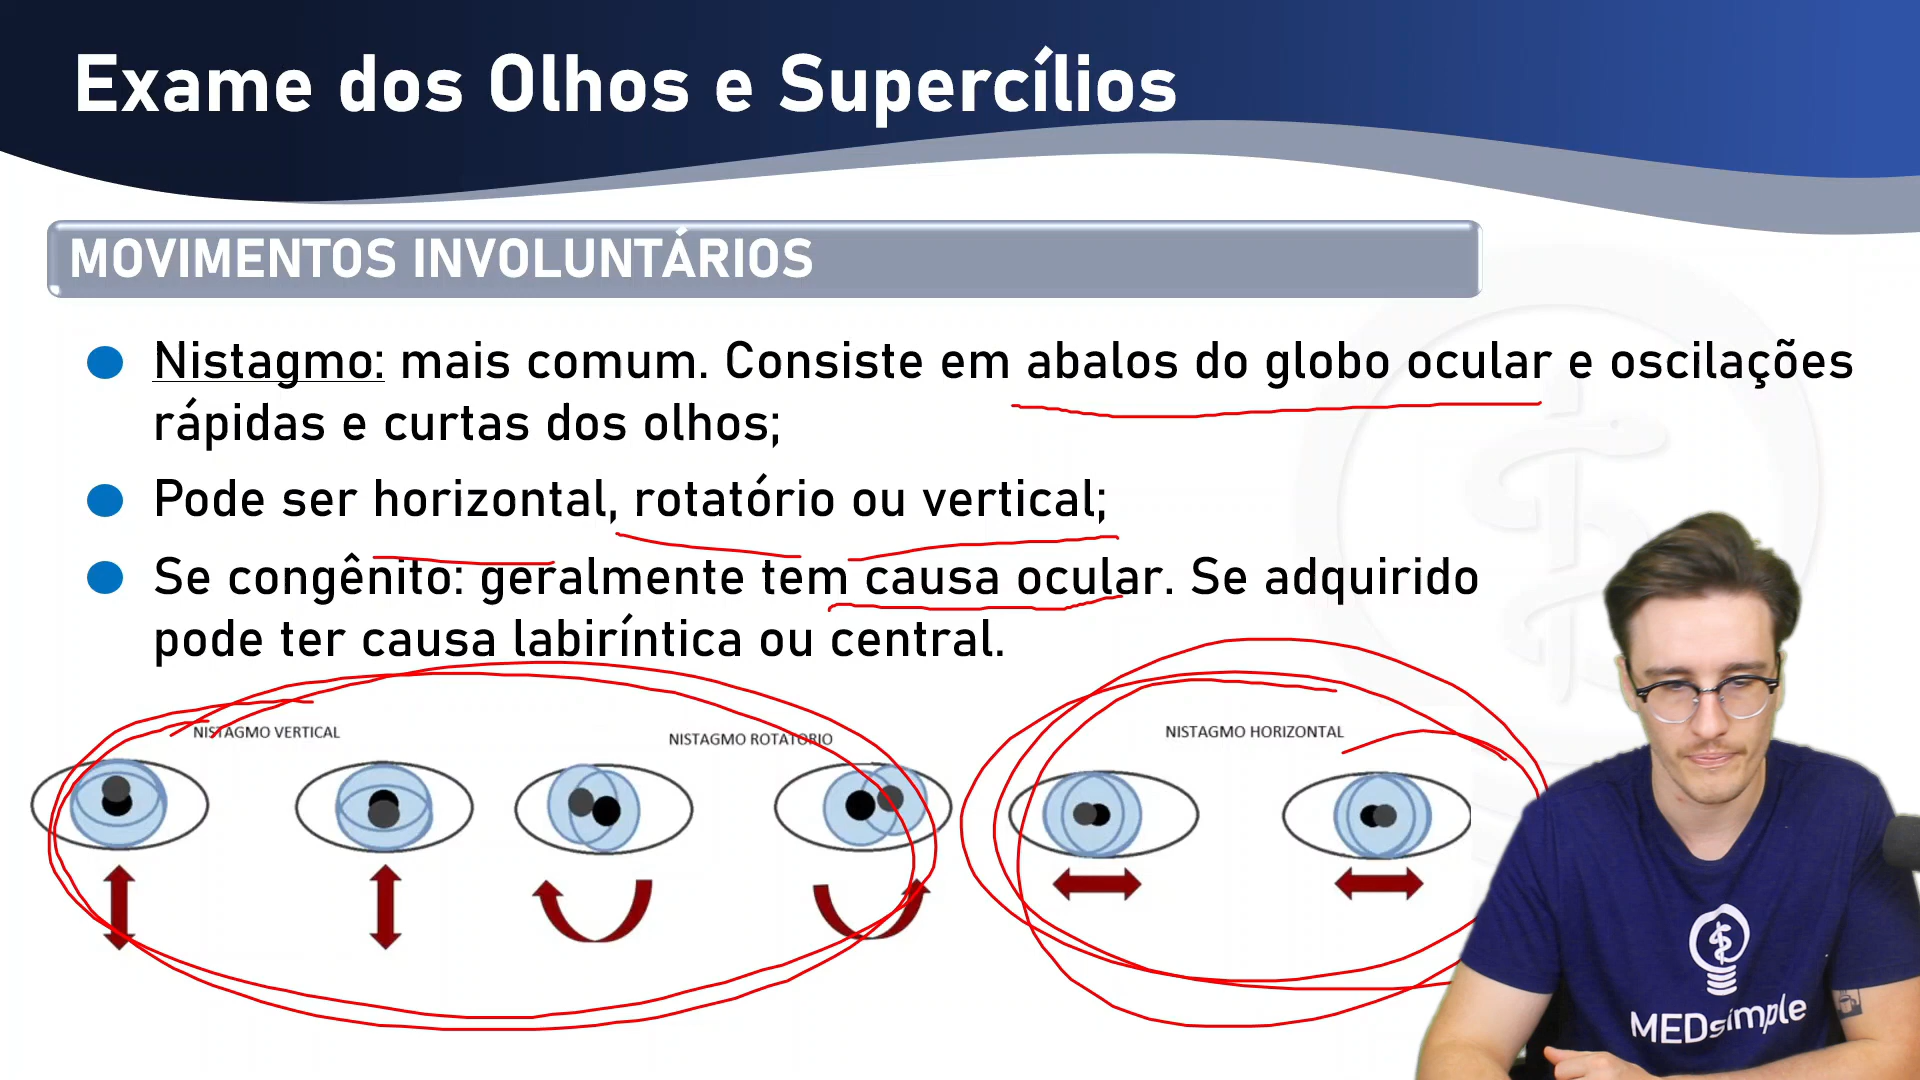 Exame dos Olhos e Supercílios
MOVIMENTOS INVOLUNTÁRIOS
Nistagmo: mais comum. Consiste em abalos do globo ocular e oscilações
rápidas e curtas dos olhos;
Pode ser horizontal, rotatório ou vertical;
Se congênito: geralmente tem causa ocular. Se adquirido
pode ter causa labiríntica ou central.
NISTAGMO VERTICAL
NISTAGMO ROTATORIO
NISTAGMO HORIZONTAL
MEDsimple